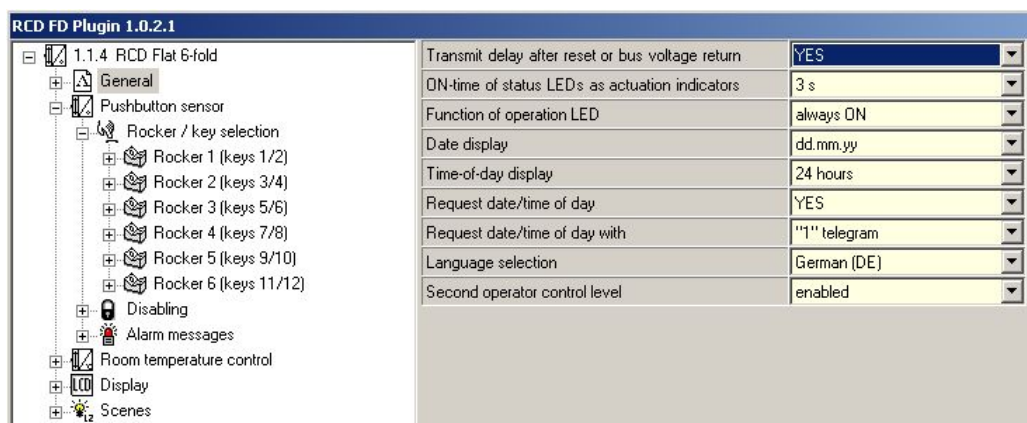 RCD FD Plugin 1.0.2.1
1.1.4 RCD Flat 6-fold
General
Pushbutton sensor
Rocker / key selection
Rocker 1 (keys 1/2)
Rocker 2 (keys 3/4)
Rocker 3 (keys 5/6)
Rocker 4 (keys 7/8)
Rocker 5 (keys 9/10)
Rocker 6 (keys 11/12)
Disabling
Alarm messages
Room temperature control
LCD Display
Scenes
Transmit delay after reset or bus voltage return YES
ON-time of status LEDs as actuation indicators 3 s
Function of operation LED always ON
Date display dd.mm.yy
Time-of-day display 24 hours
Request date/time of day YES
Request date/time of day with "1" telegram
Language selection German (DE)
Second operator control level enabled